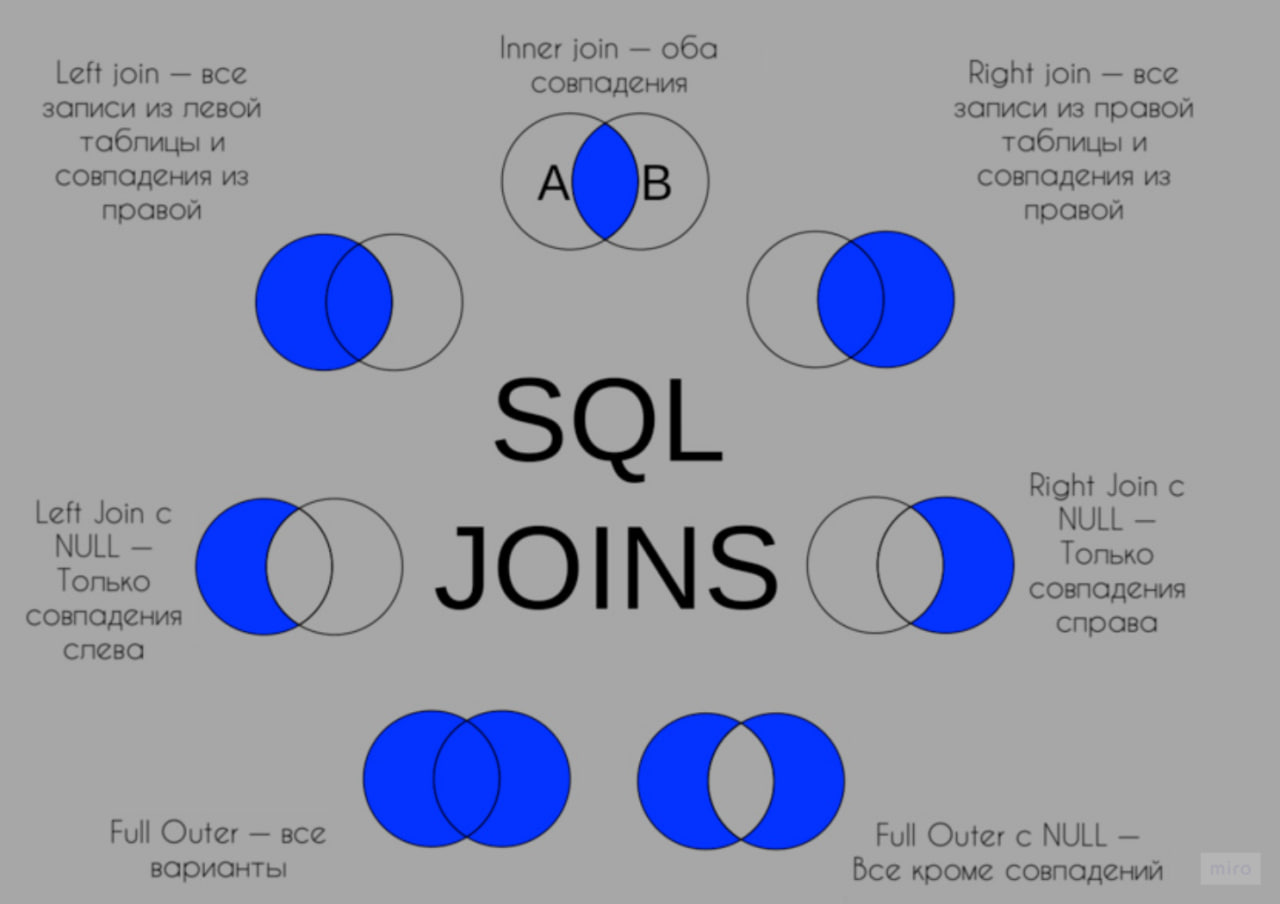 Inner join — оба
совпадения
Left join — все
записи из левой
таблицы и
совпадения из
правой
Right join — все
записи из правой
таблицы и
совпадения из
правой
A B
SQL
JOINS
Left Join с
NULL —
Только
совпадения
слева
Right Join с
NULL —
Только
совпадения
справа
Full Outer — все
варианты
Full Outer с NULL —
Все кроме совпадений
miro